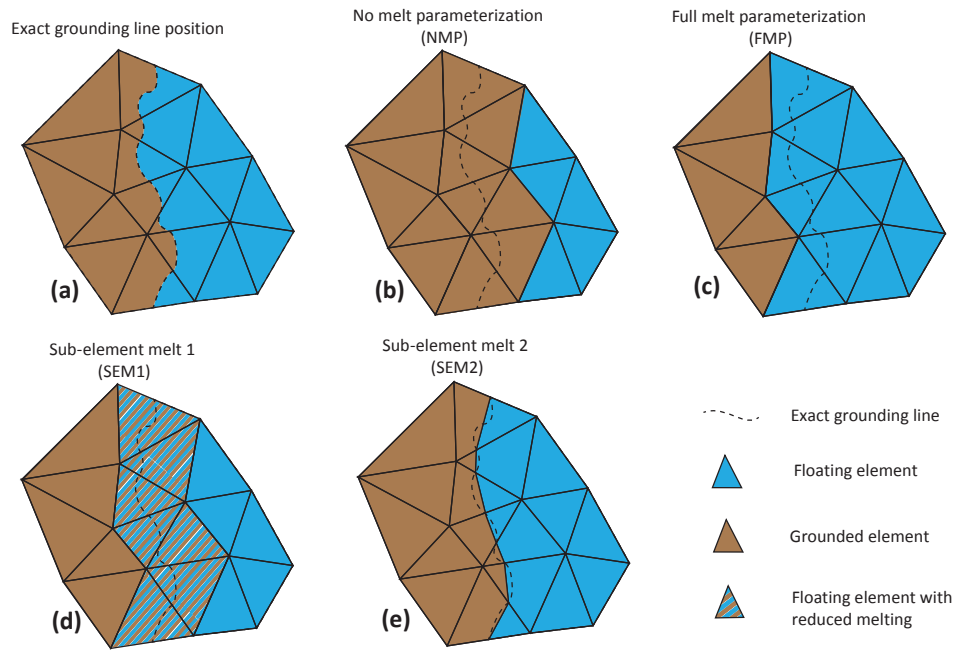 Exact grounding line position
No melt parameterization
(NMP)
Full melt parameterization
(FMP)
(a)
(b)
(c)
Sub-element melt 1
(SEM1)
Sub-element melt 2
(SEM2)
(d)
(e)
Exact grounding line
Floating element
Grounded element
Floating element with
reduced melting